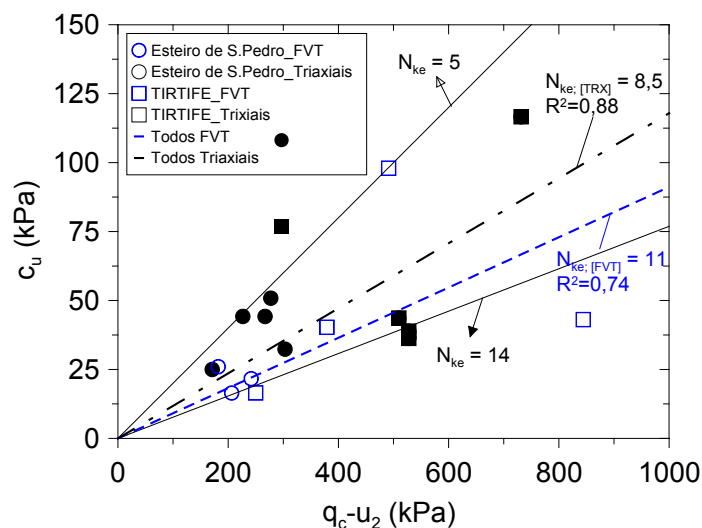 150
125
100
75
50
25
0
c_u (kPa)
Esteiro de S.Pedro_FVT
Esteiro de S.Pedro_Triaxiais
TIRTIFE_FVT
TIRTIFE_Trixiais
Todos FVT
Todos Triaxiais
N_ke = 5
N_ke; [TRX] = 8,5
R²=0,88
N_ke; [FVT] = 11
R²=0,74
N_ke = 14
0 200 400 600 800 1000
q_c-u_2 (kPa)